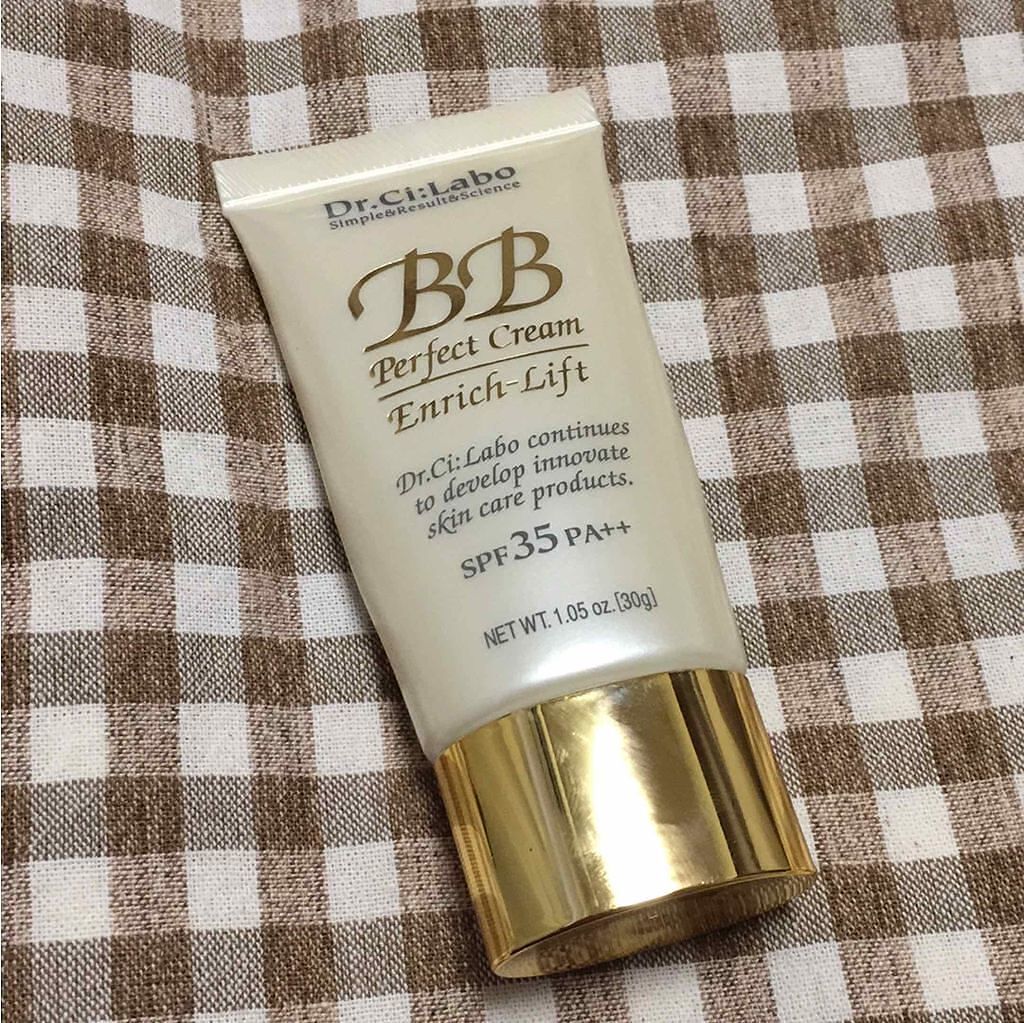 Dr.Ci:Labo
Simple&Result&Science
BB
Perfect Cream
Enrich-Lift
Dr.Ci:Labo continues
to develop innovate
skin care products.
SPF35 PA++
NET WT. 1.05 oz.[30g]